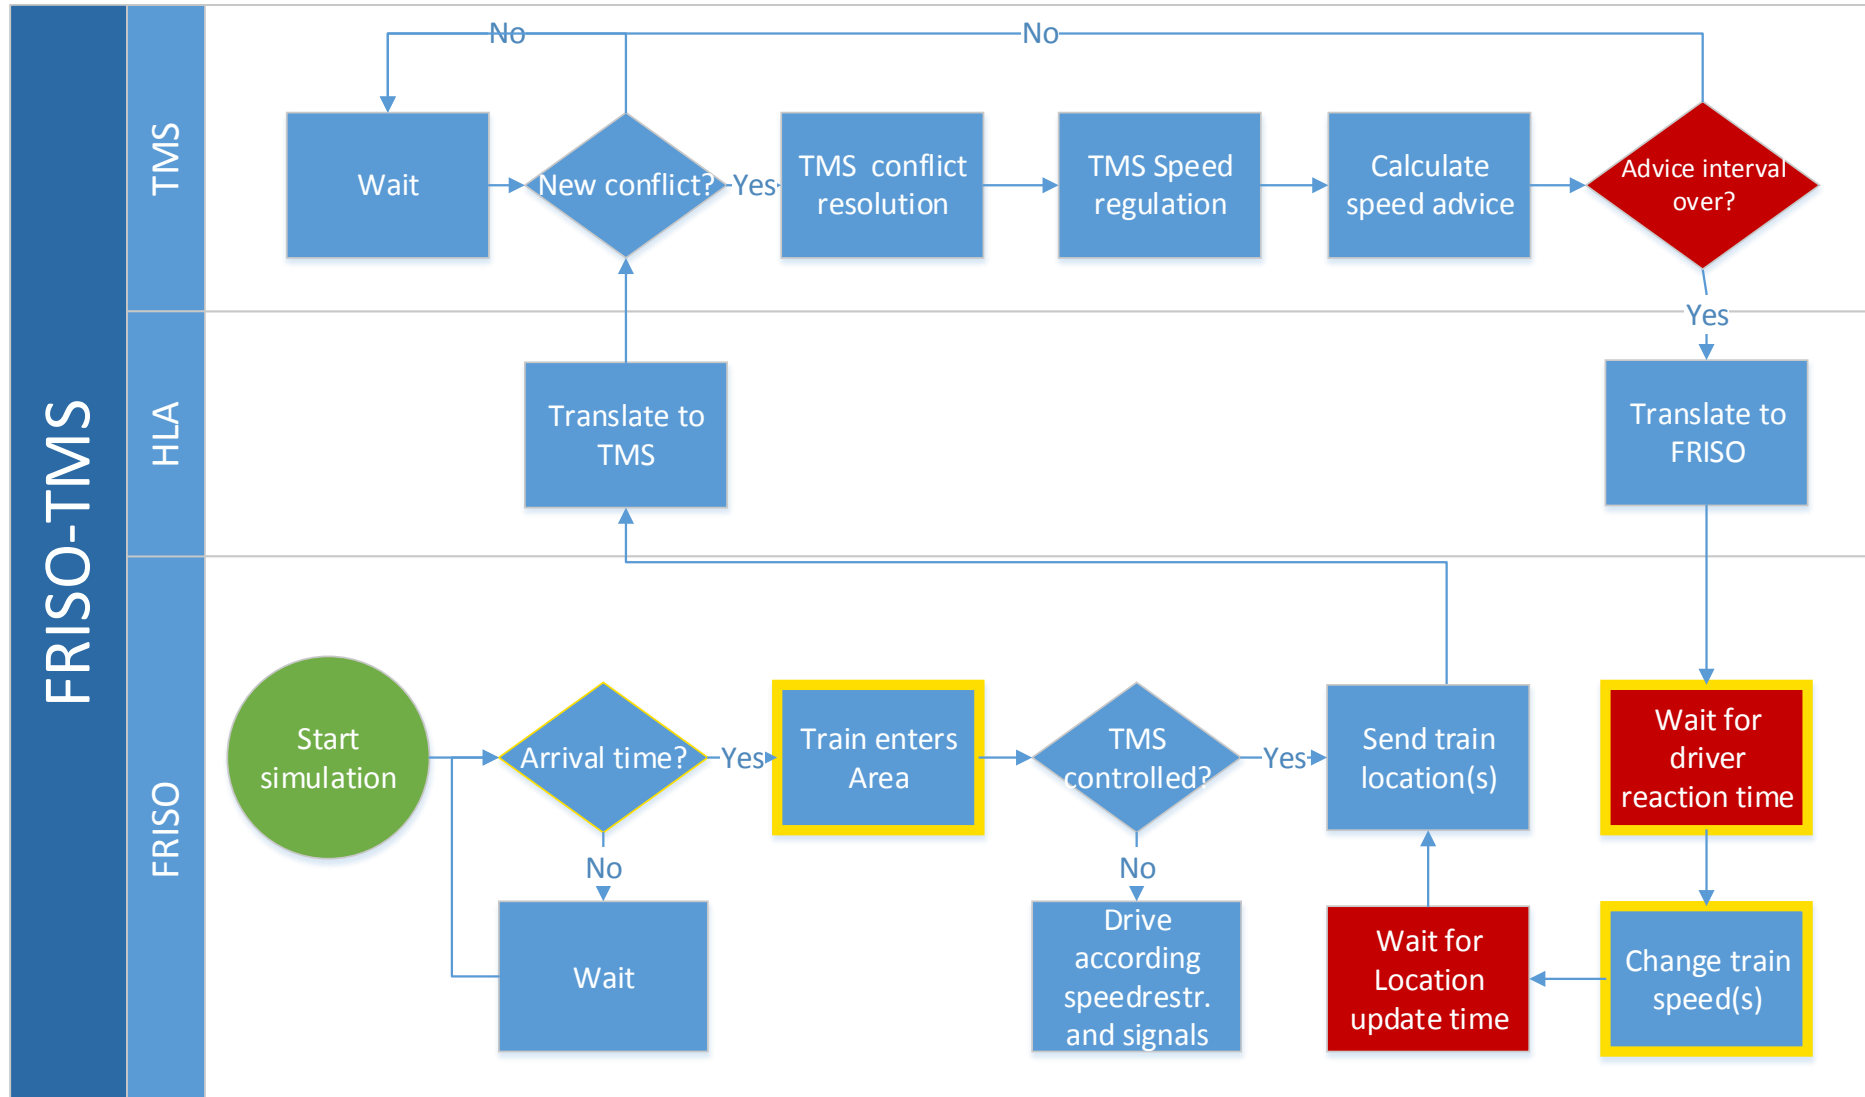 FRISO-TMS
TMS
No
No
Wait
New conflict?
Yes
TMS conflict
resolution
TMS Speed
regulation
Calculate
speed advice
Advice interval
over?
Yes
HLA
Translate to
TMS
Translate to
FRISO
FRISO
Start
simulation
Arrival time?
Yes
Train enters
Area
TMS
controlled?
Yes
Send train
location(s)
Wait for
driver
reaction time
No
Wait
No
Drive
according
speedrestr.
and signals
Wait for
Location
update time
Change train
speed(s)